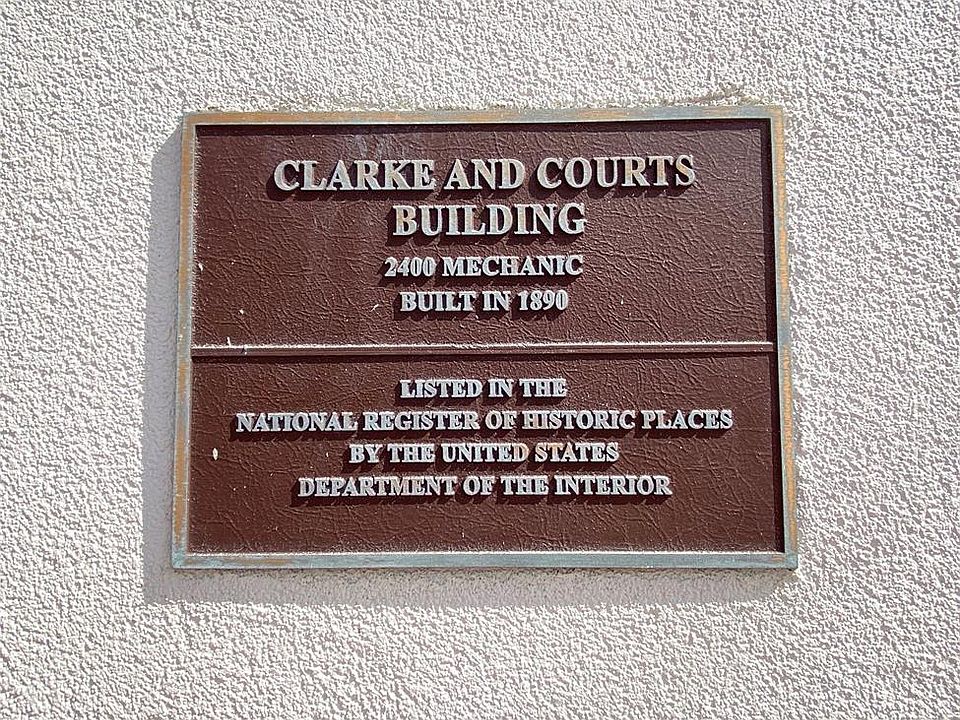 CLARKE AND COURTS
BUILDING
2400 MECHANIC
BUILT IN 1890
LISTED IN THE
NATIONAL REGISTER OF HISTORIC PLACES
BY THE UNITED STATES
DEPARTMENT OF THE INTERIOR